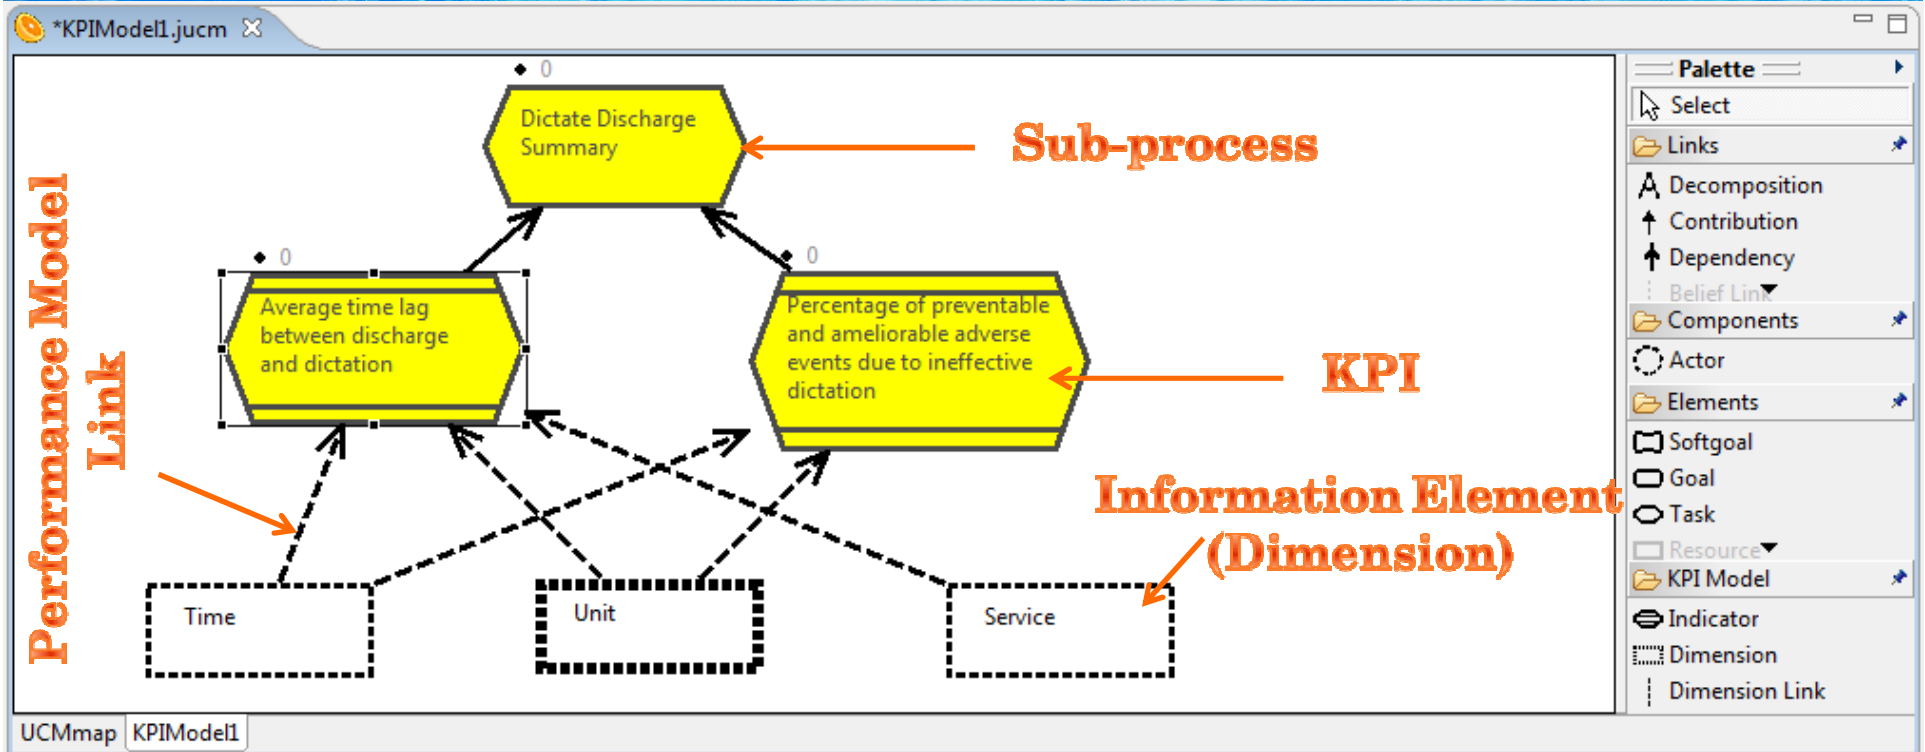 *KPIModel1.jucm
0
Dictate Discharge
Summary
Sub-process
Performance Model
Link
0
Average time lag
between discharge
and dictation
0
Percentage of preventable
and ameliorable adverse
events due to ineffective
dictation
KPI
Information Element
(Dimension)
Time
Unit
Service
Palette
Select
Links
Decomposition
Contribution
Dependency
Belief Link
Components
Actor
Elements
Softgoal
Goal
Task
Resource
KPI Model
Indicator
Dimension
Dimension Link
UCMmap
KPIModel1